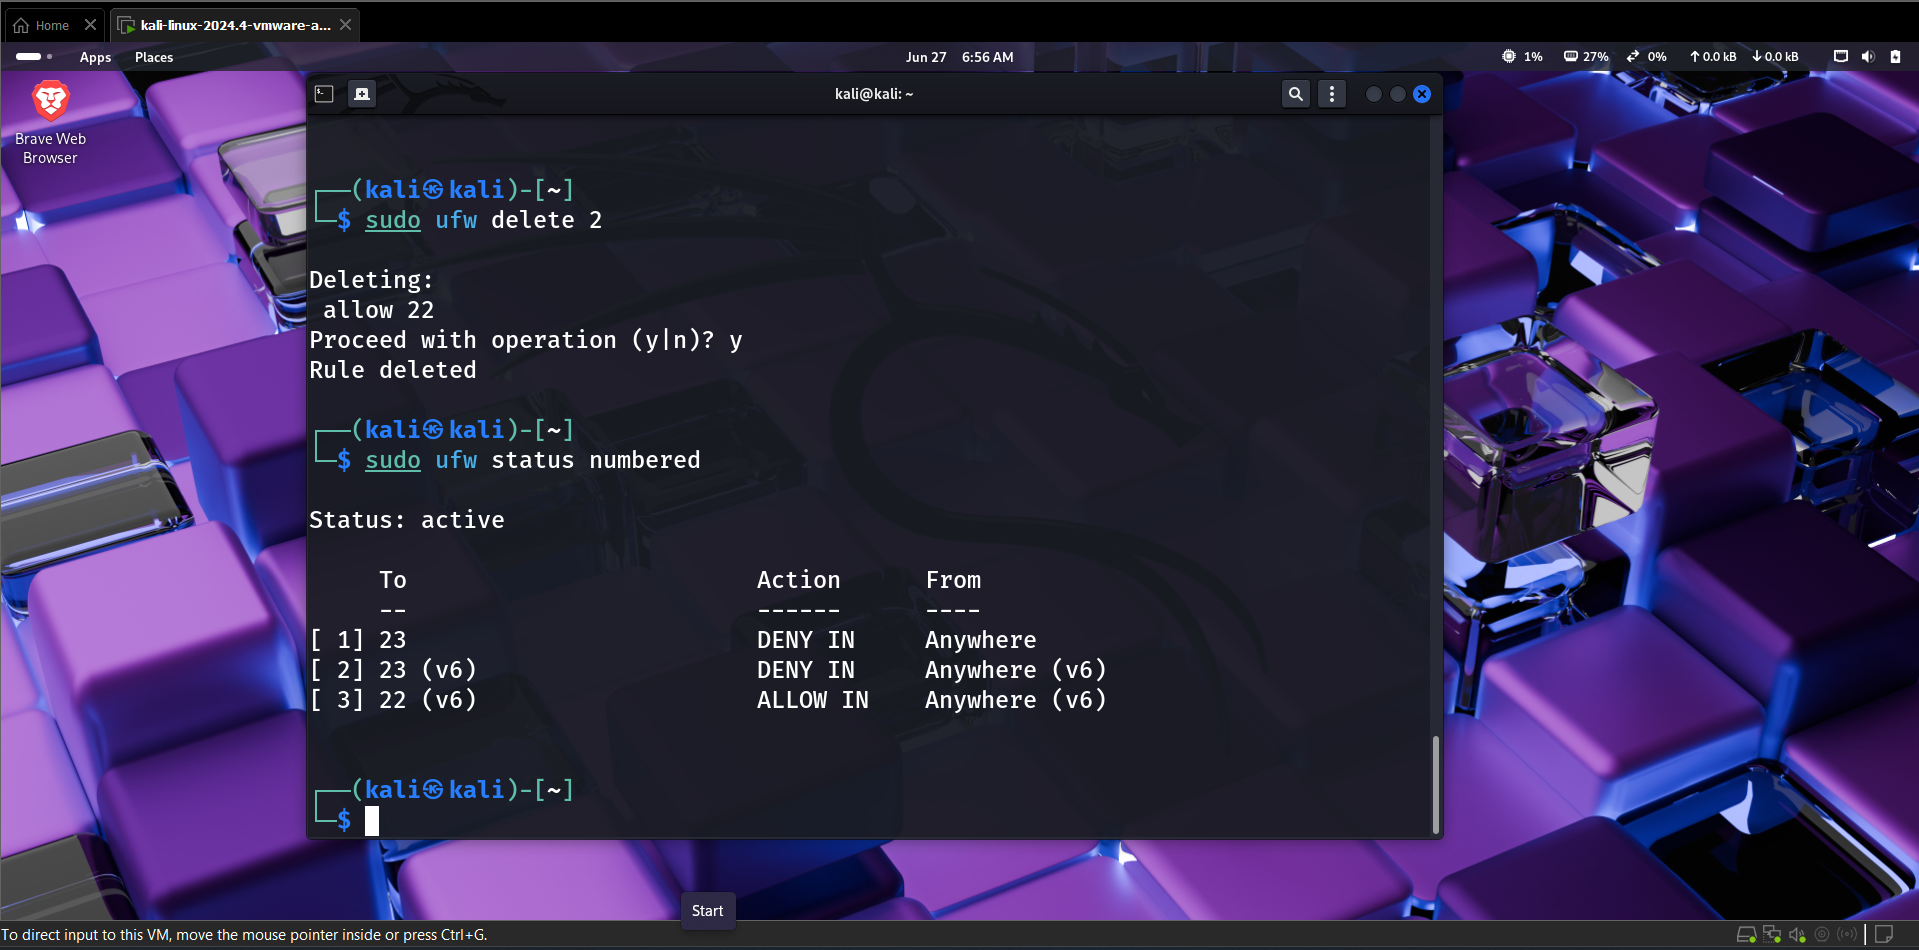 Home
kali-linux-2024.4-vmware-a...
Apps Places Jun 27 6:56 AM 1% 27% 0% 0.0 kB 0.0 kB
Brave Web
Browser
kali@kali: ~
(kali㉿kali)-[~]
$ sudo ufw delete 2
Deleting:
allow 22
Proceed with operation (y|n)? y
Rule deleted
(kali㉿kali)-[~]
$ sudo ufw status numbered
Status: active
To Action From
-- ------ ----
[ 1] 23 DENY IN Anywhere
[ 2] 23 (v6) DENY IN Anywhere (v6)
[ 3] 22 (v6) ALLOW IN Anywhere (v6)
(kali㉿kali)-[~]
$
Start
To direct input to this VM, move the mouse pointer inside or press Ctrl+G.